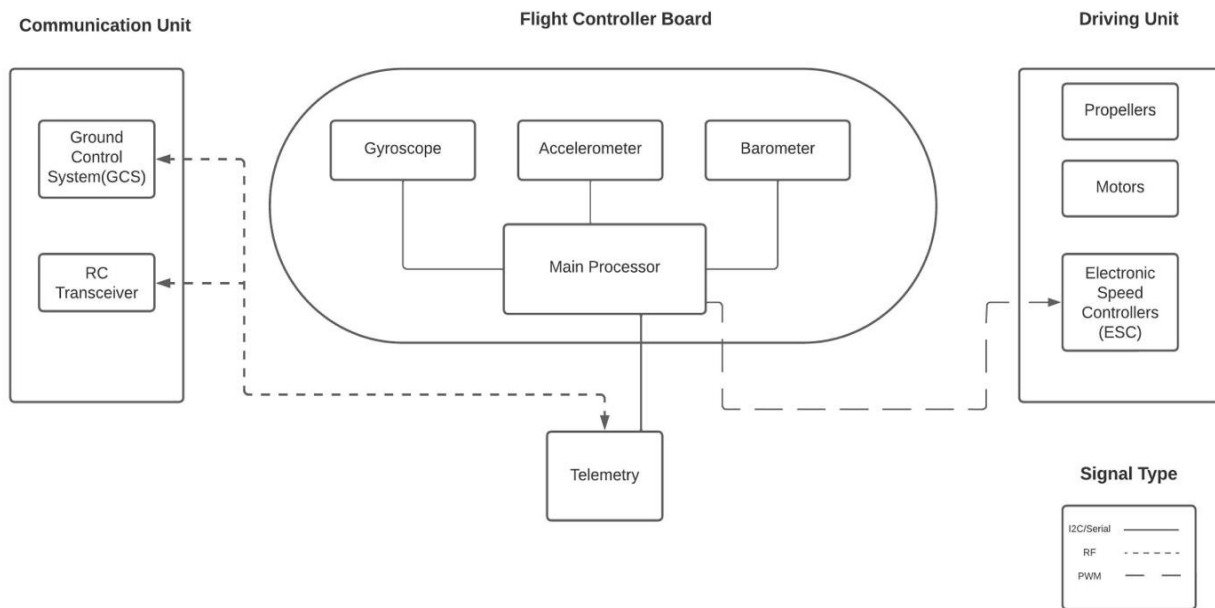 Communication Unit
Flight Controller Board
Driving Unit
Ground
Control
System(GCS)
RC
Transceiver
Gyroscope
Accelerometer
Barometer
Main Processor
Telemetry
Propellers
Motors
Electronic
Speed
Controllers
(ESC)
Signal Type
I2C/Serial
RF
PWM